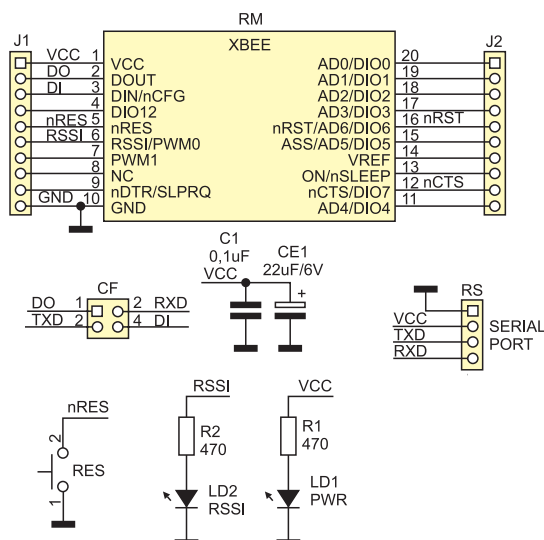 RM
J1
XBEE
J2
VCC 1 VCC AD0/DIO0 20
DO 2 DOUT AD1/DIO1 19
DI 3 DIN/nCFG AD2/DIO2 18
4 DIO12 AD3/DIO3 17
nRES 5 nRES nRST/AD6/DIO6 16 nRST
RSSI 6 RSSI/PWM0 ASS/AD5/DIO5 15
7 PWM1 VREF 14
8 NC ON/nSLEEP 13
9 nDTR/SLPRQ nCTS/DIO7 12 nCTS
GND 10 GND AD4/DIO4 11
C1
0,1uF
VCC
CE1
22uF/6V
+
CF
DO 1 2 RXD
TXD 2 4 DI
RS
VCC
TXD
RXD
SERIAL
PORT
nRES
2
RES
1
RSSI
R2
470
LD2
RSSI
VCC
R1
470
LD1
PWR